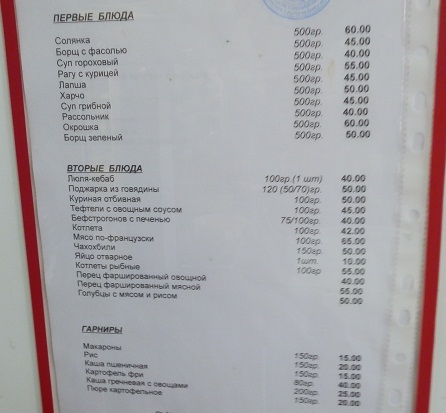 ПЕРВЫЕ БЛЮДА
Солянка 500гр. 60.00
Борщ с фасолью 500гр. 45.00
Суп гороховый 500гр. 40.00
Рагу с курицей 500гр. 55.00
Лапша 500гр. 45.00
Харчо 500гр. 50.00
Суп грибной 500гр. 45.00
Рассольник 500гр. 40.00
Окрошка 500гр. 60.00
Борщ зеленый 500гр. 50.00
ВТОРЫЕ БЛЮДА
Люля-кебаб 100гр.(1 шт) 40.00
Поджарка из говядины 120 (50/70)гр. 50.00
Куриная отбивная 100гр. 50.00
Тефтели с овощным соусом 100гр. 45.00
Бефстрогонов с печенью 75/100гр. 40.00
Котлета 100гр. 42.00
Мясо по-французски 100гр. 65.00
Чахохбили 150гр. 50.00
Яйцо отварное 1шт. 10.00
Котлеты рыбные 100гр 55.00
Перец фаршированный овощной 40.00
Перец фаршированный мясной 55.00
Голубцы с мясом и рисом 50.00
ГАРНИРЫ
Макароны 150гр. 15.00
Рис 150гр. 20.00
Каша пшеничная 150гр. 15.00
Картофель фри 80гр. 40.00
Каша гречневая с овощами 200гр. 25.00
Пюре картофельное 150гр. 20.00